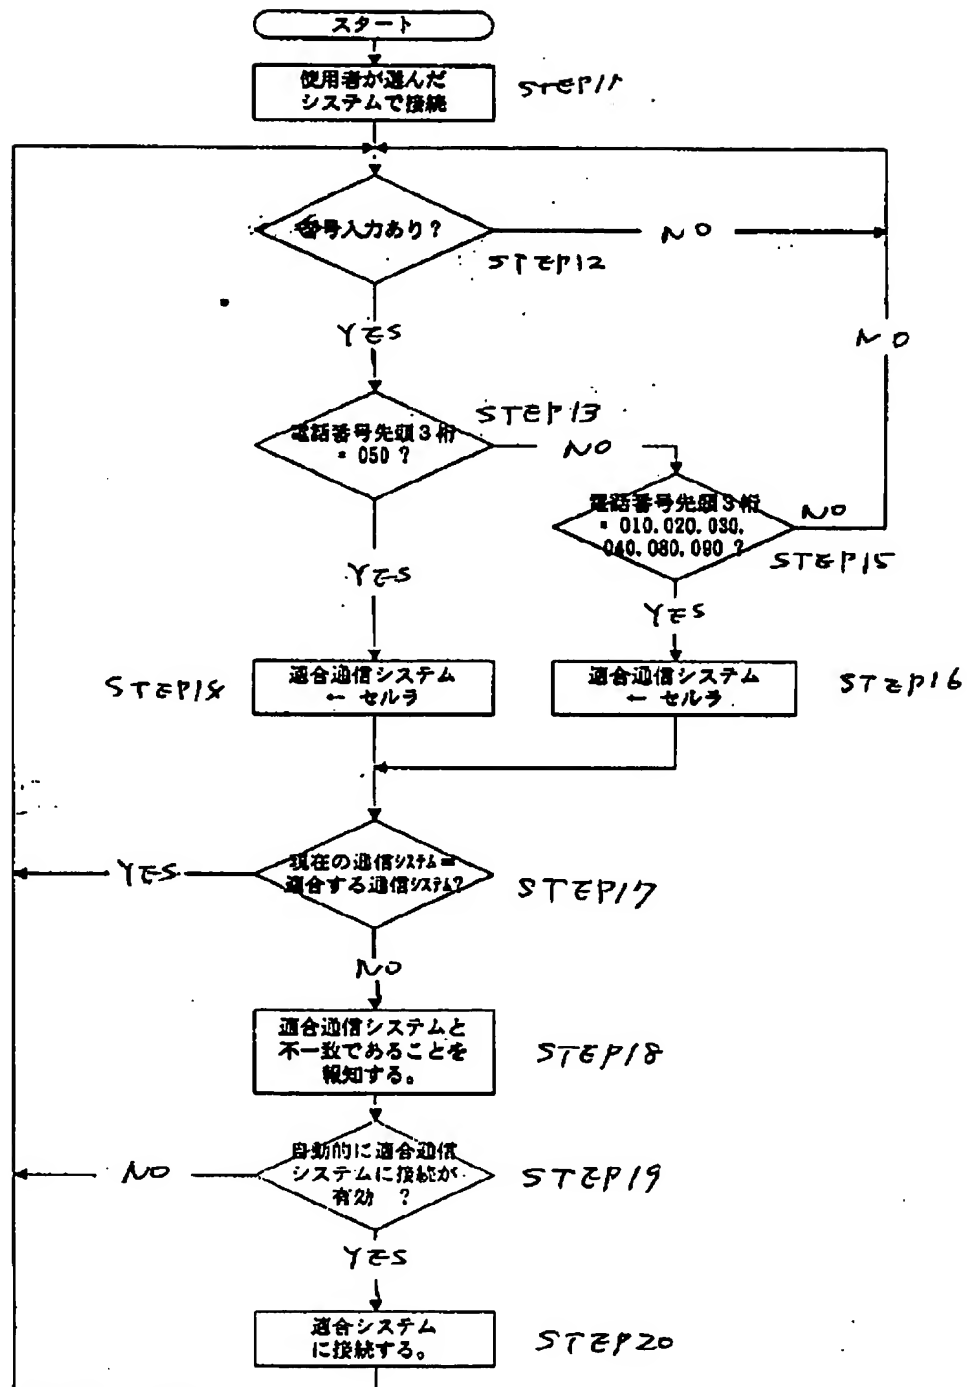 スタート
使用者が選んだ
システムで接続
STEP11
番号入力あり?
NO
STEP12
YES
NO
STEP13
電話番号先頭3桁
= 050 ?
NO
電話番号先頭3桁
= 010.020.030.
040.080.090 ?
NO
STEP15
YES
YES
適合通信システム
← セルラ
STEP14
適合通信システム
← セルラ
STEP16
現在の通信システム=
適合する通信システム?
YES
STEP17
NO
適合通信システムと
不一致であることを
報知する。
STEP18
自動的に適合通信
システムに接続が
有効 ?
NO
STEP19
YES
適合システム
に接続する。
STEP20